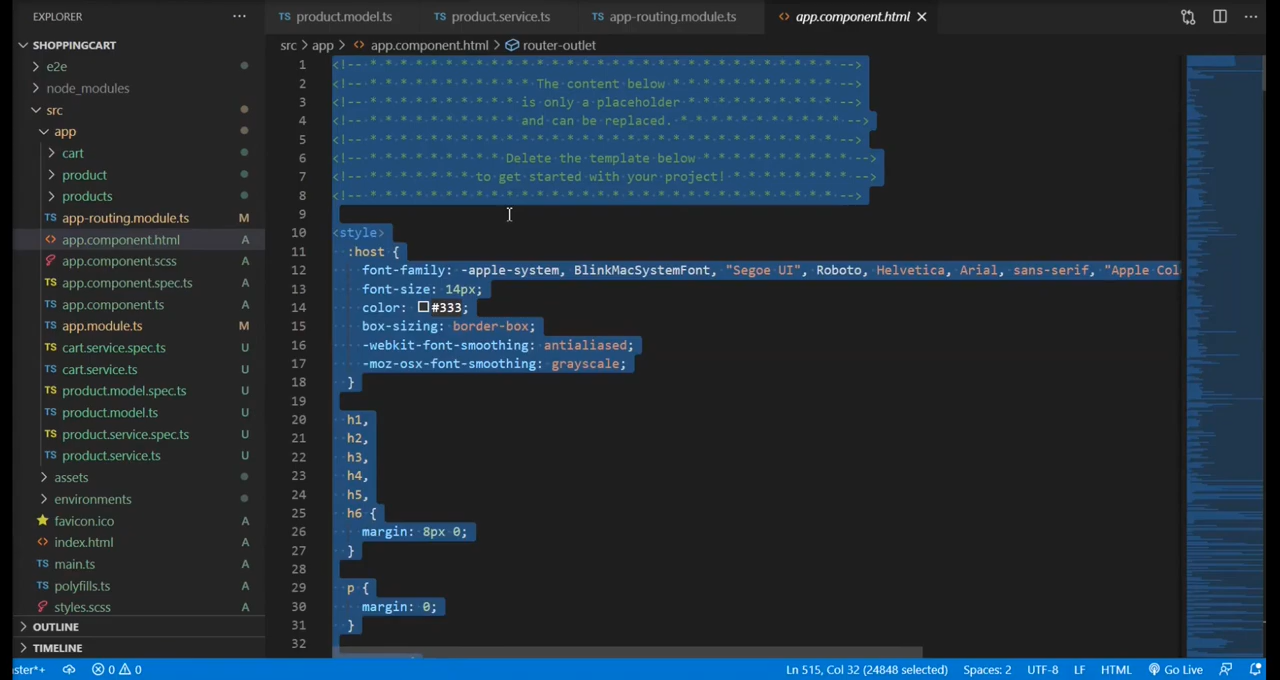 EXPLORER
SHOPPINGCART
e2e
node_modules
src
app
cart
product
products
app-routing.module.ts M
app.component.html A
app.component.scss A
app.component.spec.ts A
app.component.ts A
app.module.ts M
cart.service.spec.ts U
cart.service.ts U
product.model.spec.ts U
product.model.ts U
product.service.spec.ts U
product.service.ts U
assets
environments
favicon.ico A
index.html A
main.ts A
polyfills.ts A
styles.scss A
OUTLINE
TIMELINE
TS product.model.ts TS product.service.ts TS app-routing.module.ts <> app.component.html
src > app > <> app.component.html > router-outlet
1 <!-- * * * * * * * * * * * * * * * * * * * * * * * * * * * * * * * -->
2 <!-- * * * * * * * * * * * The content below * * * * * * * * * * * -->
3 <!-- * * * * * * * * * * is only a placeholder * * * * * * * * * * -->
4 <!-- * * * * * * * * * * and can be replaced. * * * * * * * * * * * -->
5 <!-- * * * * * * * * * * * * * * * * * * * * * * * * * * * * * * * -->
6 <!-- * * * * * * * * * Delete the template below * * * * * * * * * * -->
7 <!-- * * * * * * * to get started with your project! * * * * * * * * -->
8 <!-- * * * * * * * * * * * * * * * * * * * * * * * * * * * * * * * -->
9
10 <style>
11 :host {
12 font-family: -apple-system, BlinkMacSystemFont, "Segoe UI", Roboto, Helvetica, Arial, sans-serif, "Apple Col
13 font-size: 14px;
14 color: #333;
15 box-sizing: border-box;
16 -webkit-font-smoothing: antialiased;
17 -moz-osx-font-smoothing: grayscale;
18 }
19
20 h1,
21 h2,
22 h3,
23 h4,
24 h5,
25 h6 {
26 margin: 8px 0;
27 }
28
29 p {
30 margin: 0;
31 }
32
ster*+ 0 0 Ln 515, Col 32 (24848 selected) Spaces: 2 UTF-8 LF HTML Go Live